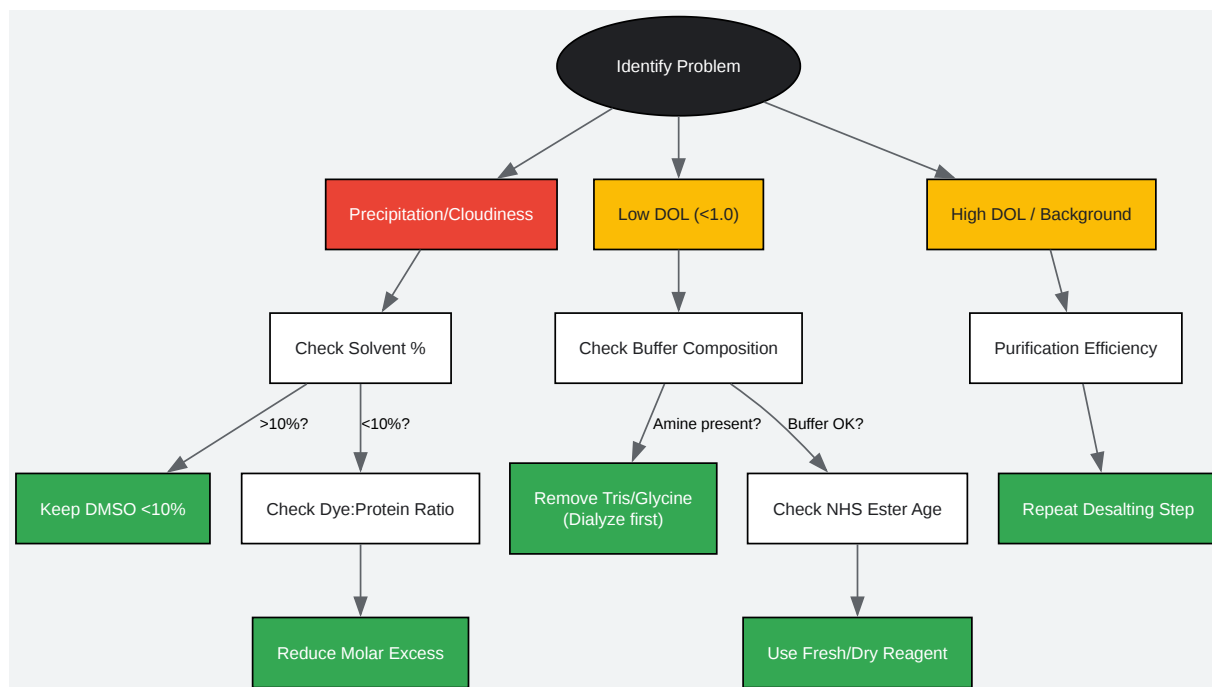 Identify Problem
Precipitation/Cloudiness
Low DOL (<1.0)
High DOL / Background
Check Solvent %
Check Buffer Composition
Purification Efficiency
>10%?
<10%?
Amine present?
Buffer OK?
Keep DMSO <10%
Check Dye:Protein Ratio
Remove Tris/Glycine
(Dialyze first)
Check NHS Ester Age
Repeat Desalting Step
Reduce Molar Excess
Use Fresh/Dry Reagent